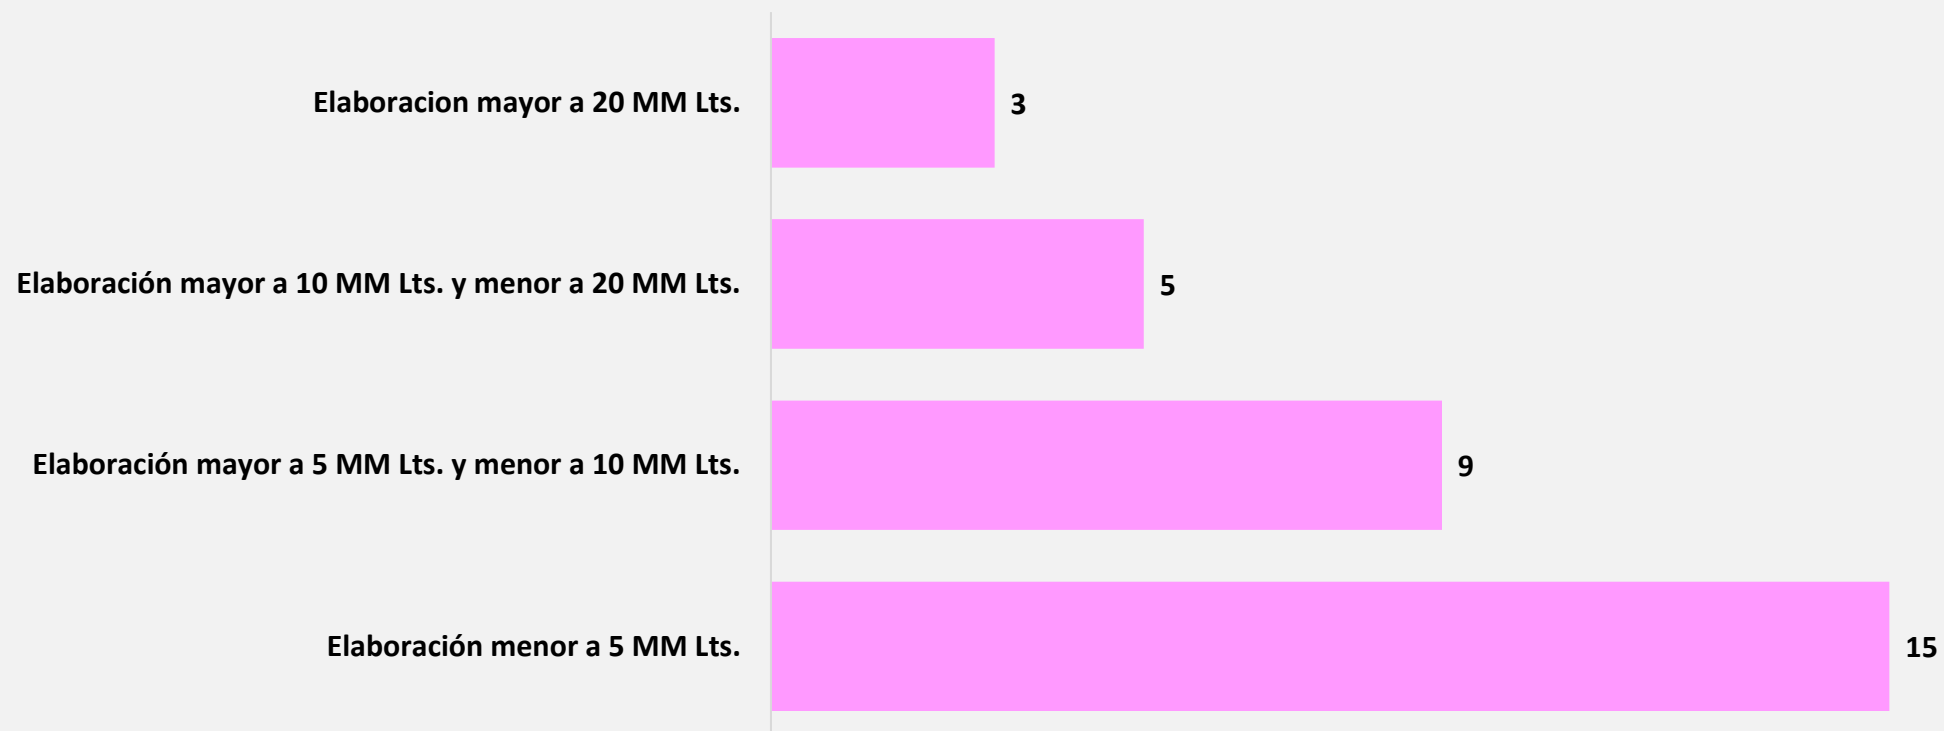 Elaboracion mayor a 20 MM Lts.
3
Elaboración mayor a 10 MM Lts. y menor a 20 MM Lts.
5
Elaboración mayor a 5 MM Lts. y menor a 10 MM Lts.
9
Elaboración menor a 5 MM Lts.
15